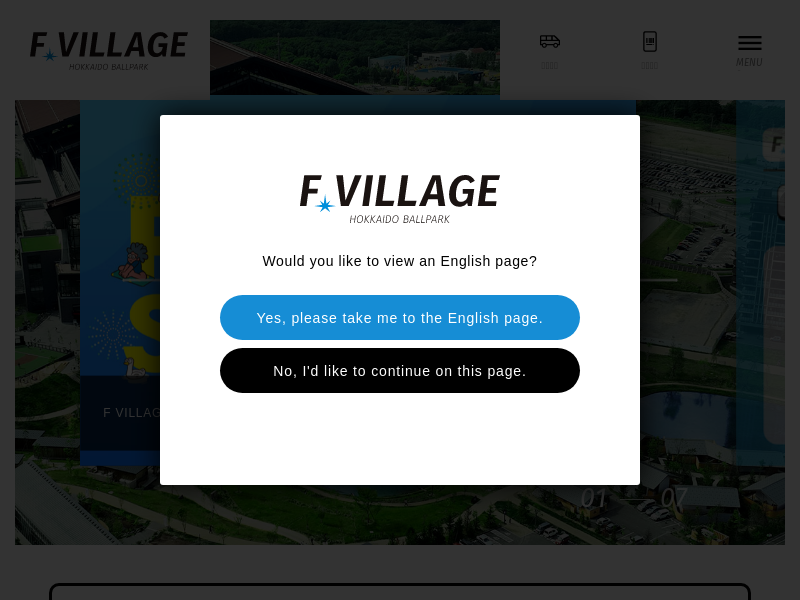 F VILLAGE
HOKKAIDO BALLPARK
MENU
F VILLAGE
HOKKAIDO BALLPARK
Would you like to view an English page?
Yes, please take me to the English page.
No, I'd like to continue on this page.
F VILLAG
01
07